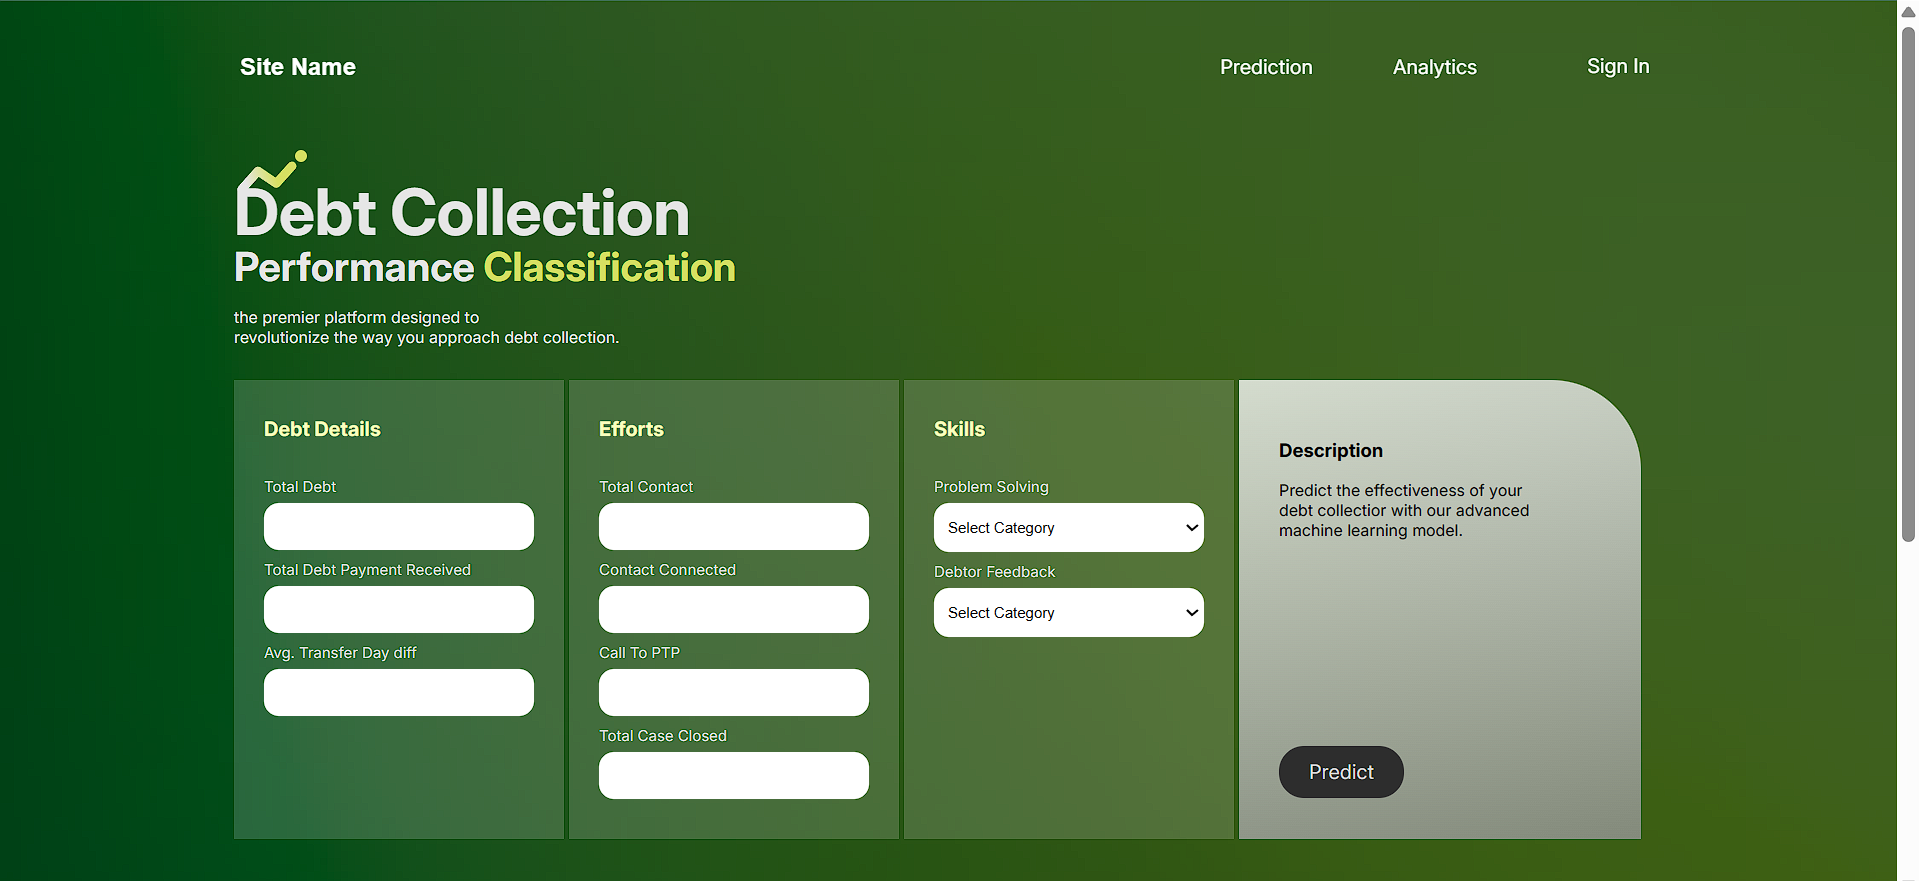 Site Name
Prediction
Analytics
Sign In
Debt Collection
Performance Classification
the premier platform designed to
revolutionize the way you approach debt collection.
Debt Details
Total Debt
Total Debt Payment Received
Avg. Transfer Day diff
Efforts
Total Contact
Contact Connected
Call To PTP
Total Case Closed
Skills
Problem Solving
Select Category
Debtor Feedback
Select Category
Description
Predict the effectiveness of your
debt collectior with our advanced
machine learning model.
Predict